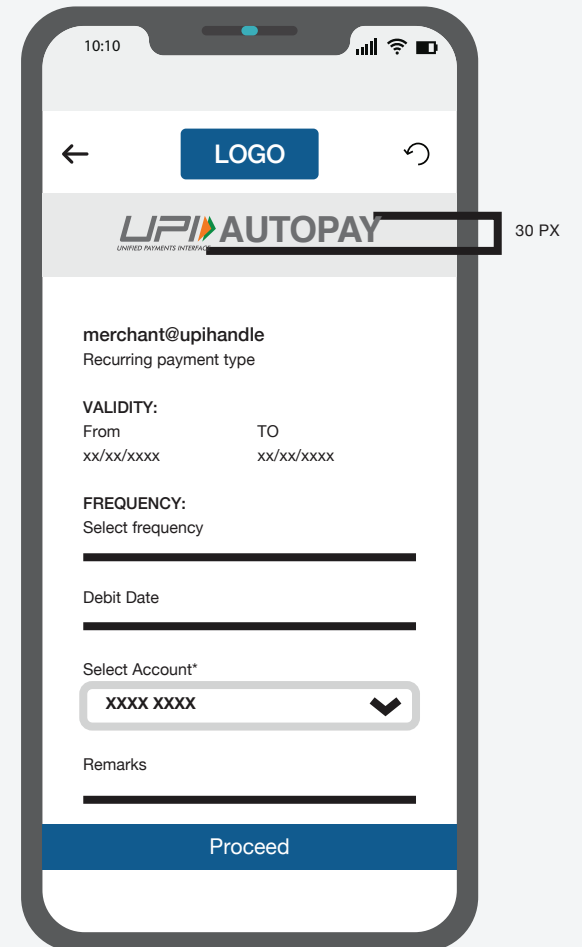 10:10
LOGO
UPI AUTOPAY
UNIFIED PAYMENTS INTERFACE
30 PX
merchant@upihandle
Recurring payment type
VALIDITY:
From TO
xx/xx/xxxx xx/xx/xxxx
FREQUENCY:
Select frequency
Debit Date
Select Account*
XXXX XXXX
Remarks
Proceed